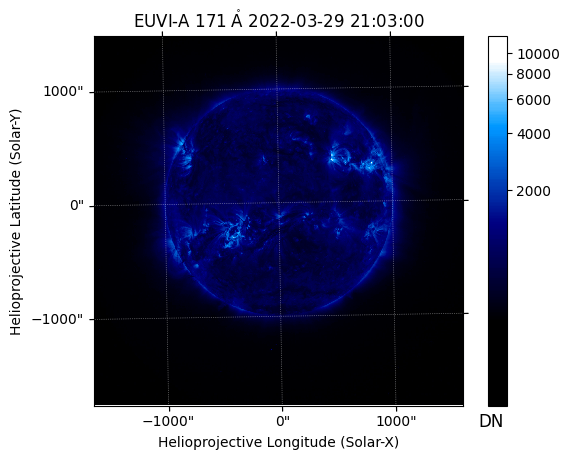 EUVI-A 171 Å 2022-03-29 21:03:00
Helioprojective Latitude (Solar-Y)
1000"
0"
−1000"
−1000"
0"
1000"
Helioprojective Longitude (Solar-X)
10000
8000
6000
4000
2000
DN